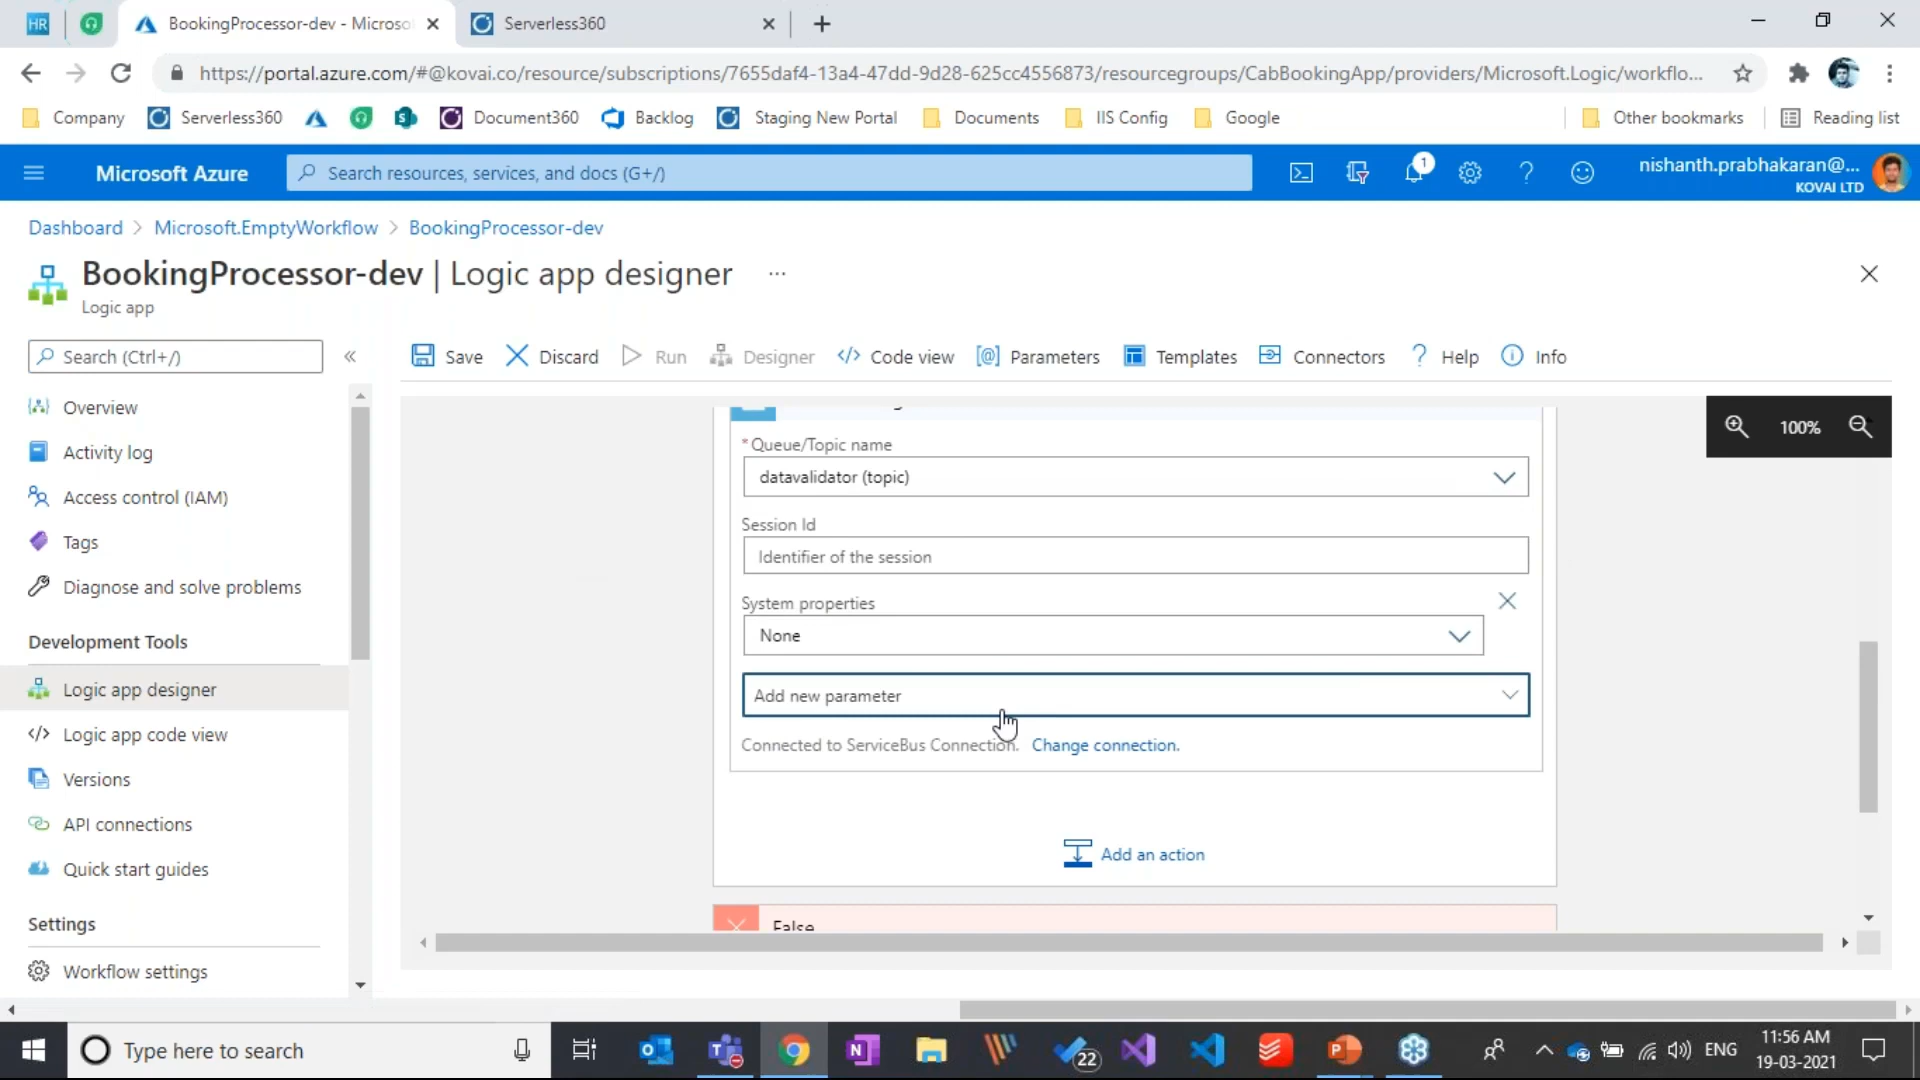 HR
BookingProcessor-dev - Microso
Serverless360
https://portal.azure.com/#@kovai.co/resource/subscriptions/7655daf4-13a4-47dd-9d28-625cc4556873/resourcegroups/CabBookingApp/providers/Microsoft.Logic/workflo...
Company
Serverless360
Document360
Backlog
Staging New Portal
Documents
IIS Config
Google
Other bookmarks
Reading list
Microsoft Azure
Search resources, services, and docs (G+/)
1
nishanth.prabhakaran@...
KOVAI LTD
Dashboard > Microsoft.EmptyWorkflow > BookingProcessor-dev
BookingProcessor-dev | Logic app designer ...
Logic app
Search (Ctrl+/)
«
Save
Discard
Run
Designer
Code view
Parameters
Templates
Connectors
Help
Info
Overview
Activity log
Access control (IAM)
Tags
Diagnose and solve problems
Development Tools
Logic app designer
Logic app code view
Versions
API connections
Quick start guides
Settings
Workflow settings
100%
* Queue/Topic name
datavalidator (topic)
Session Id
Identifier of the session
System properties
None
Add new parameter
Connected to ServiceBus Connection. Change connection.
Add an action
False
Type here to search
22
ENG
11:56 AM
19-03-2021